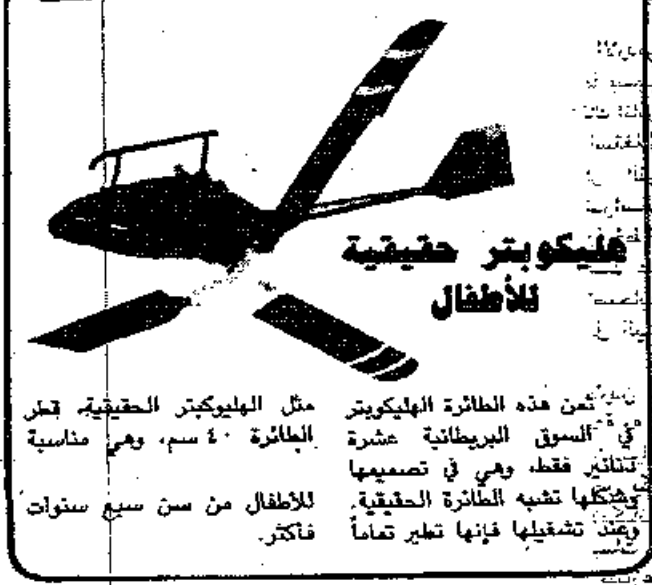 هليكوبتر حقيقية
للأطفال
ثمن هذه الطائرة الهليكوبتر
في السوق البريطانية عشرة
دنانير فقط، وهي في تصميمها
وشكلها تشبه الطائرة الحقيقية.
وعند تشغيلها فإنها تطير تماماً
مثل الهليوكبتر الحقيقية، قطر
الطائرة ٤٠ سم، وهي مناسبة
للأطفال من سن سبع سنوات
فأكثر.